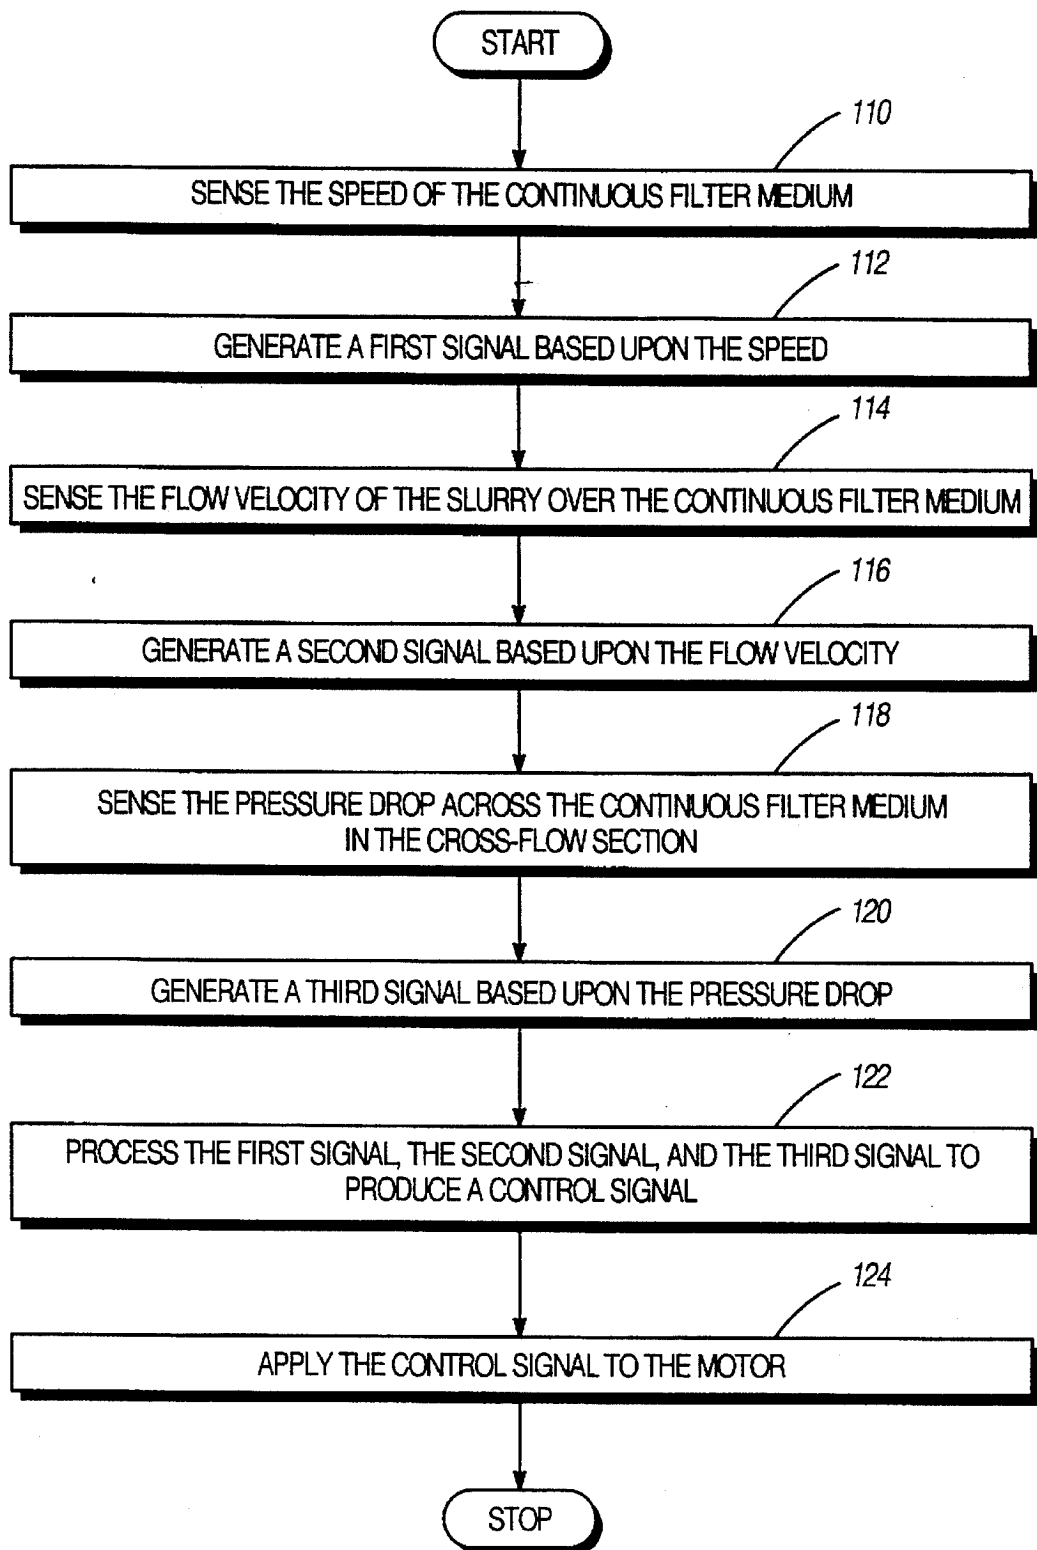 START
110
SENSE THE SPEED OF THE CONTINUOUS FILTER MEDIUM
112
GENERATE A FIRST SIGNAL BASED UPON THE SPEED
114
SENSE THE FLOW VELOCITY OF THE SLURRY OVER THE CONTINUOUS FILTER MEDIUM
116
GENERATE A SECOND SIGNAL BASED UPON THE FLOW VELOCITY
118
SENSE THE PRESSURE DROP ACROSS THE CONTINUOUS FILTER MEDIUM
IN THE CROSS-FLOW SECTION
120
GENERATE A THIRD SIGNAL BASED UPON THE PRESSURE DROP
122
PROCESS THE FIRST SIGNAL, THE SECOND SIGNAL, AND THE THIRD SIGNAL TO
PRODUCE A CONTROL SIGNAL
124
APPLY THE CONTROL SIGNAL TO THE MOTOR
STOP